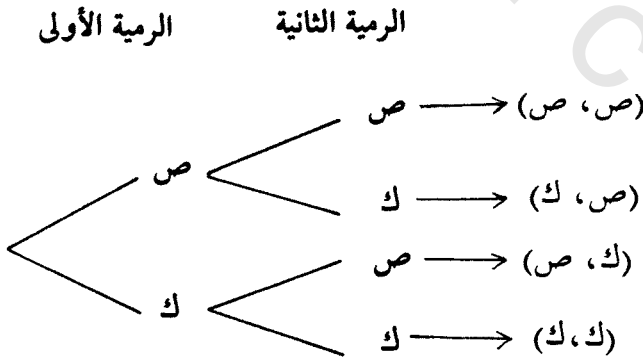 الرمية الأولى
الرمية الثانية
ص → (ص، ص)
ص
ك → (ص، ك)
ص → (ك، ص)
ك
ك → (ك، ك)